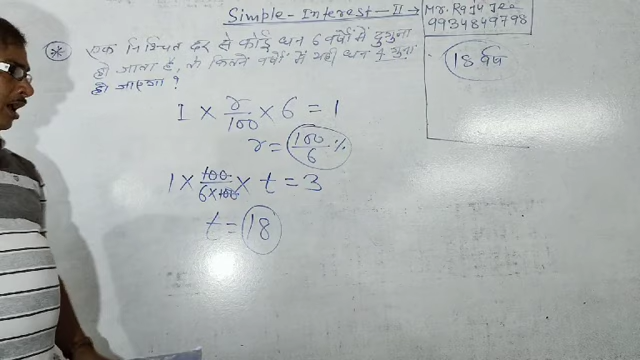 Simple-Interest-II
Mr. Raju Jee
9934849798
* एक निश्चित दर से कोई धन 6 वर्षों में दुगुना
हो जाता है, तो कितने वर्षों में वही धन 4 गुना
हो जाएगा?
18 वर्ष
1 × r/100 × 6 = 1
r = 100/6 %
1 × 100/6×100 × t = 3
t = 18